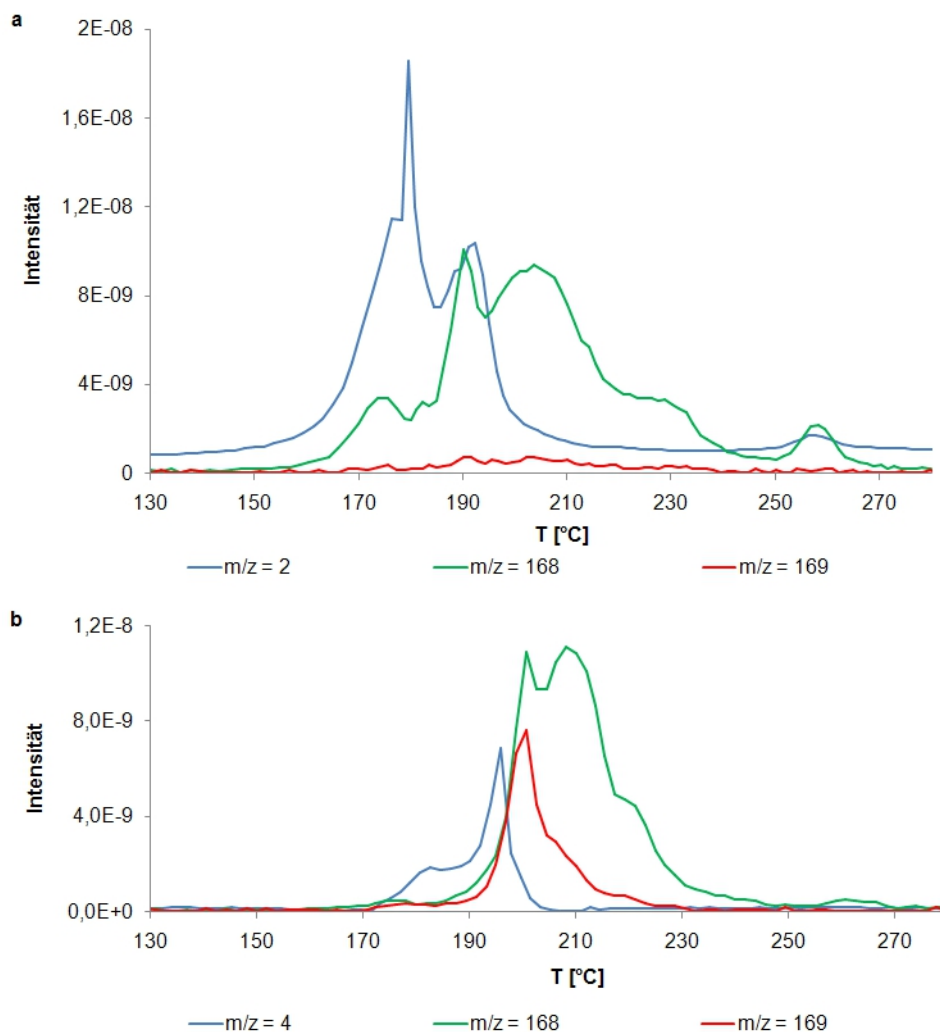 a
2E-08
1,6E-08
1,2E-08
8E-09
4E-09
0
Intensität
130 150 170 190 210 230 250 270
T [°C]
m/z = 2 m/z = 168 m/z = 169
b
1,2E-8
8,0E-9
4,0E-9
0,0E+0
Intensität
130 150 170 190 210 230 250 270
T [°C]
m/z = 4 m/z = 168 m/z = 169